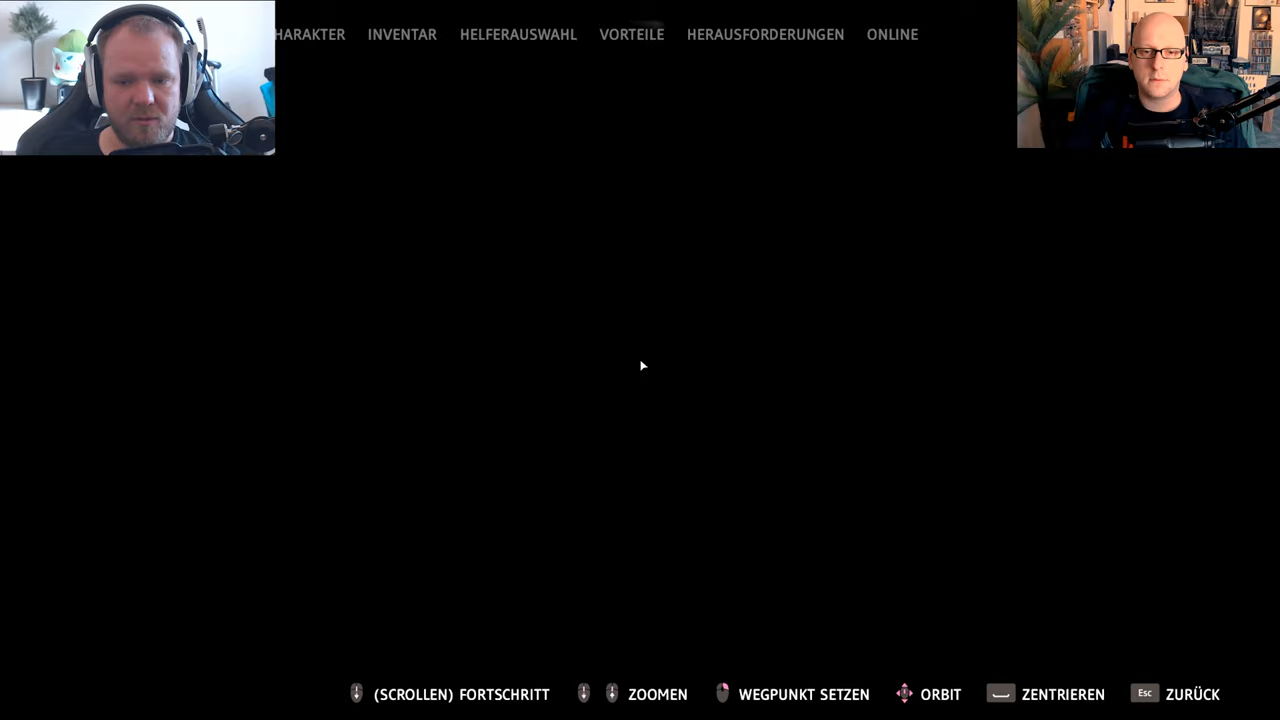 HARAKTER INVENTAR HELFERAUSWAHL VORTEILE HERAUSFORDERUNGEN ONLINE
(SCROLLEN) FORTSCHRITT ZOOMEN WEGPUNKT SETZEN ORBIT ZENTRIEREN Esc ZURÜCK